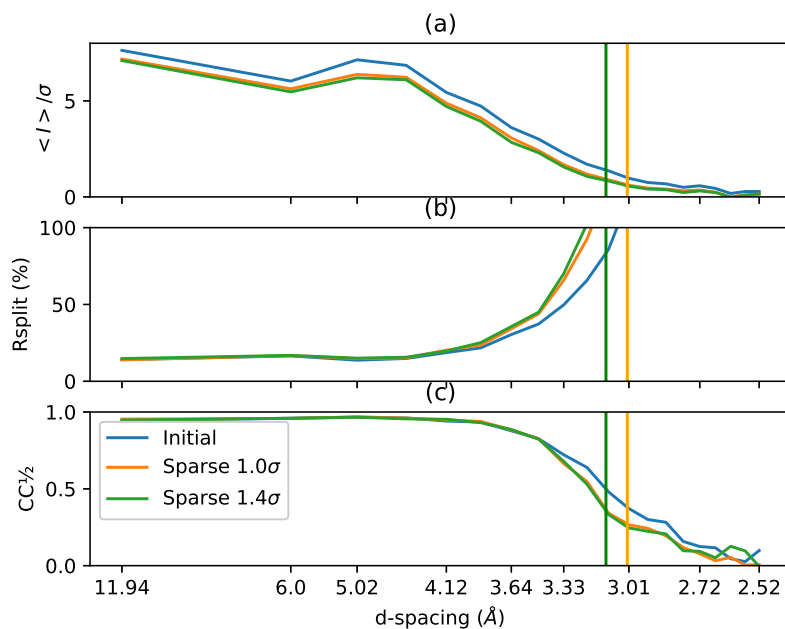 (a)
< I > /σ
5
0
(b)
Rsplit (%)
100
50
0
(c)
CC½
1.0
0.5
0.0
Initial
Sparse 1.0σ
Sparse 1.4σ
11.94 6.0 5.02 4.12 3.64 3.33 3.01 2.72 2.52
d-spacing (Å)